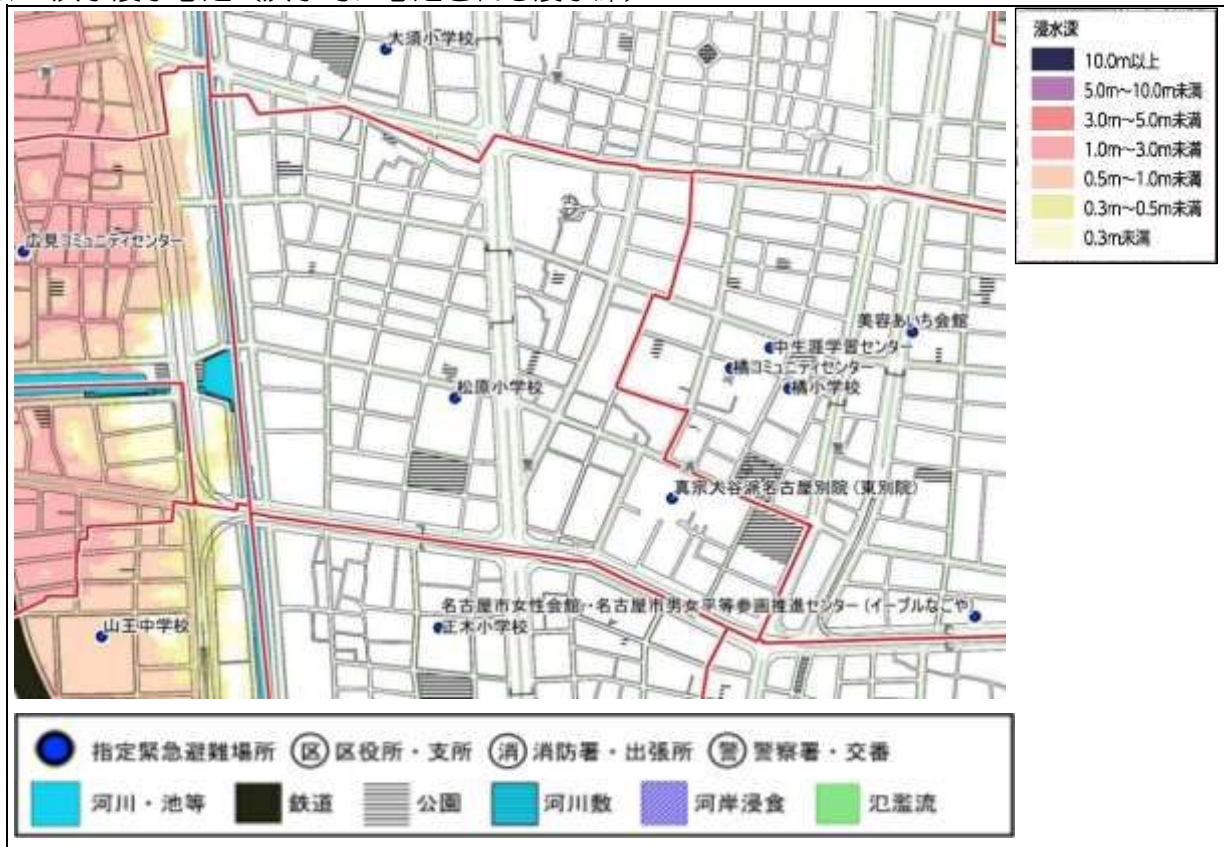 大須小学校
広見コミュニティセンター
美容あいち会館
中生涯学習センター
橘コミュニティセンター
橘小学校
松原小学校
真宗大谷派名古屋別院（東別院）
名古屋市女性会館・名古屋市男女平等参画推進センター（イーブルなごや）
正木小学校
山王中学校
浸水深
10.0m以上
5.0m～10.0m未満
3.0m～5.0m未満
1.0m～3.0m未満
0.5m～1.0m未満
0.3m～0.5m未満
0.3m未満
指定緊急避難場所 区 区役所・支所 消 消防署・出張所 警 警察署・交番
河川・池等 鉄道 公園 河川敷 河岸浸食 氾濫流